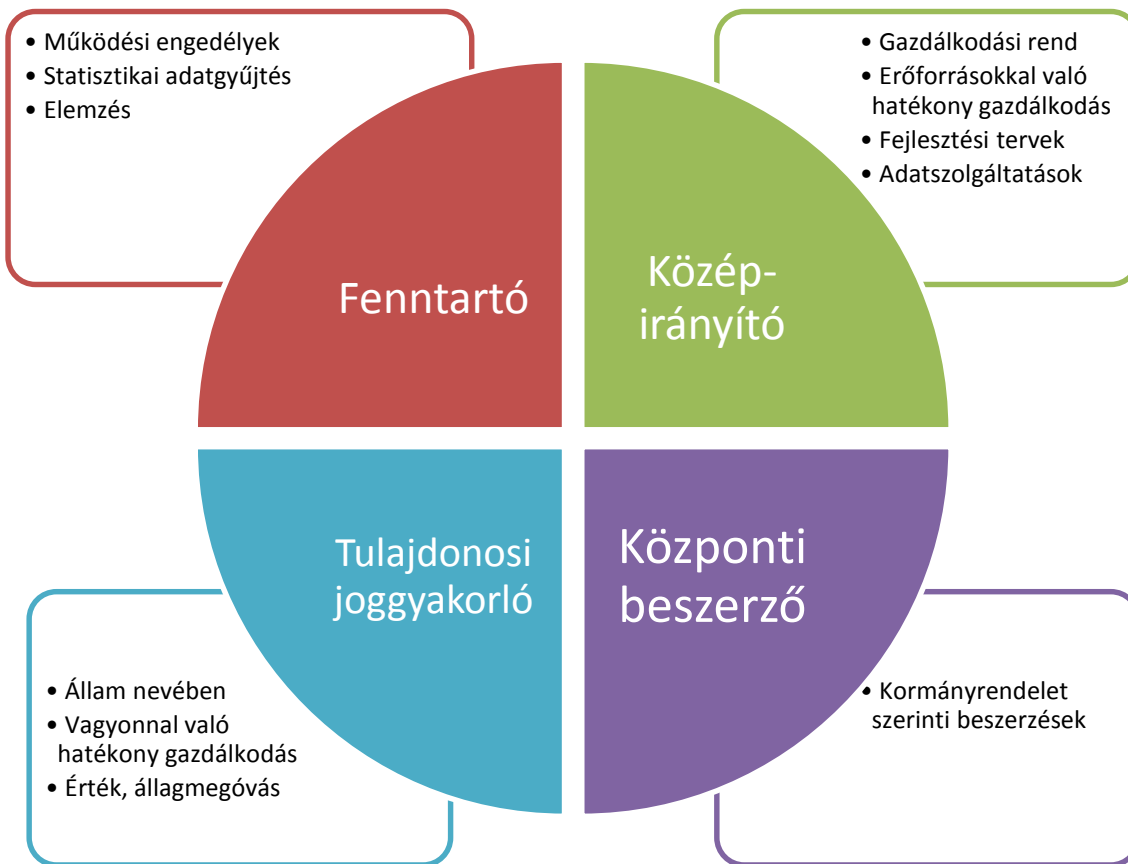 • Működési engedélyek
• Statisztikai adatgyűjtés
• Elemzés
Fenntartó
• Gazdálkodási rend
• Erőforrásokkal való
hatékony gazdálkodás
• Fejlesztési tervek
• Adatszolgáltatások
Közép-
irányító
Tulajdonosi
joggyakorló
• Állam nevében
• Vagyonnal való
hatékony gazdálkodás
• Érték, állagmegóvás
Központi
beszerző
• Kormányrendelet
szerinti beszerzések